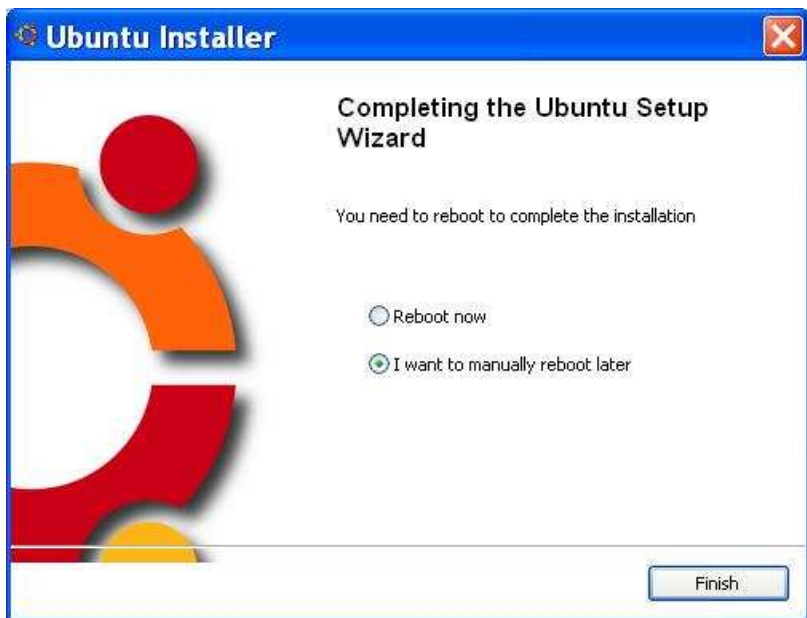 Ubuntu Installer
Completing the Ubuntu Setup
Wizard
You need to reboot to complete the installation
Reboot now
I want to manually reboot later
Finish